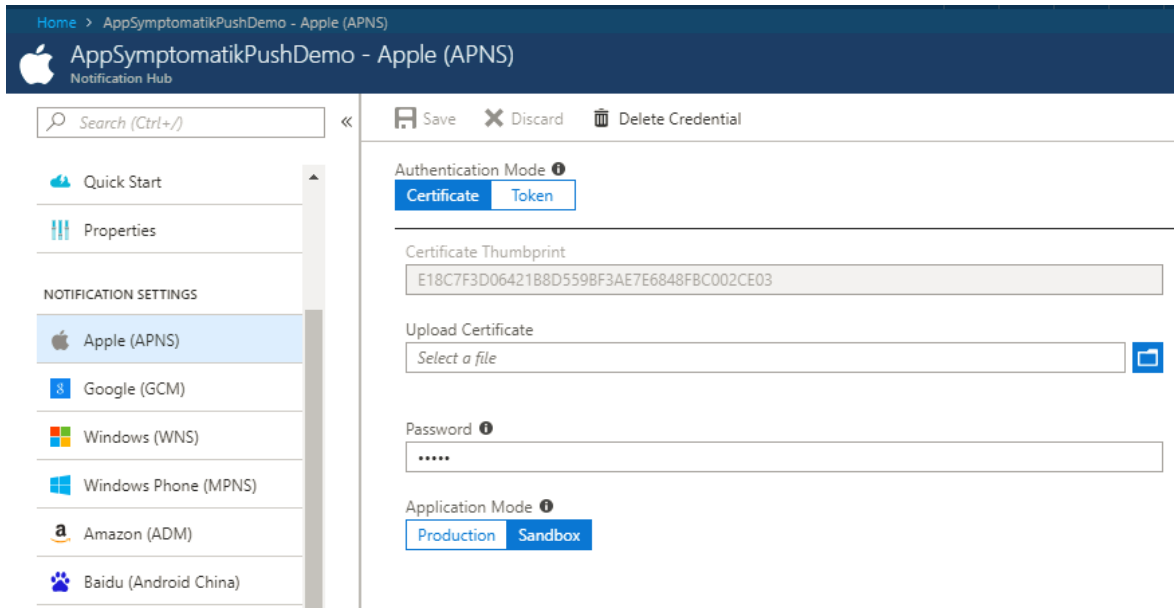 Home > AppSymptomatikPushDemo - Apple (APNS)
AppSymptomatikPushDemo - Apple (APNS)
Notification Hub
Search (Ctrl+/)
«
Quick Start
Properties
NOTIFICATION SETTINGS
Apple (APNS)
Google (GCM)
Windows (WNS)
Windows Phone (MPNS)
Amazon (ADM)
Baidu (Android China)
Save Discard Delete Credential
Authentication Mode
Certificate Token
Certificate Thumbprint
E18C7F3D06421B8D559BF3AE7E6848FBC002CE03
Upload Certificate
Select a file
Password
•••••
Application Mode
Production Sandbox